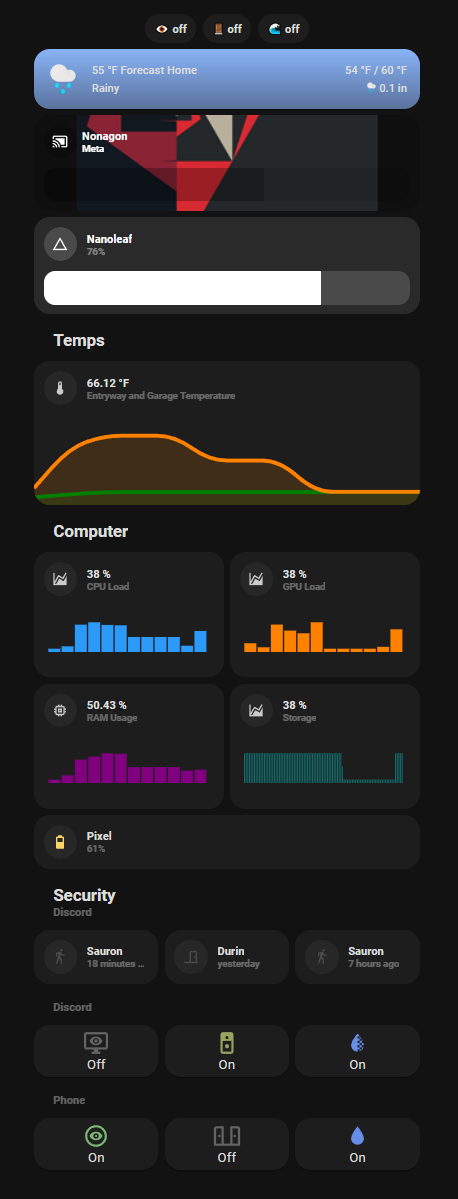 off off off
55 °F Forecast Home 54 °F / 60 °F
Rainy 0.1 in
Nonagon
Meta
Nanoleaf
76%
Temps
66.12 °F
Entryway and Garage Temperature
Computer
38 % 38 %
CPU Load GPU Load
50.43 % 38 %
RAM Usage Storage
Pixel
61%
Security
Discord
Sauron Durin Sauron
18 minutes ... yesterday 7 hours ago
Discord
Off On On
Phone
On Off On